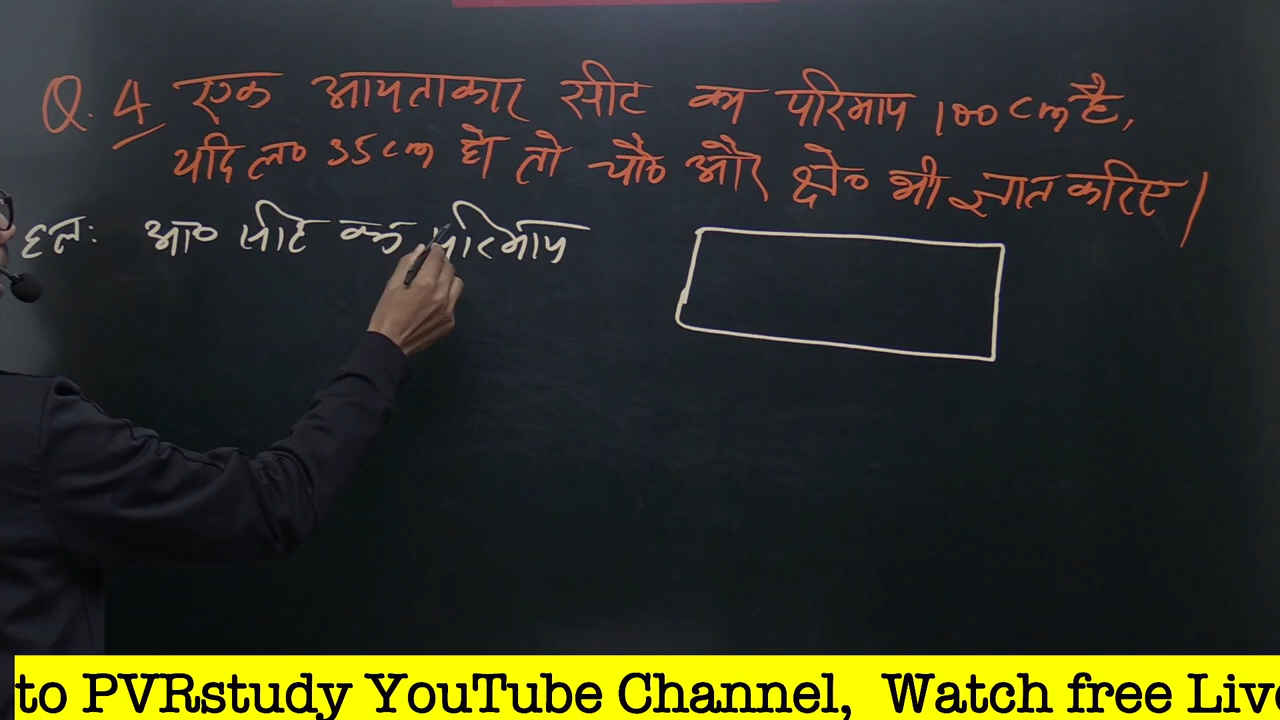 Q. 4 एक आयताकार सीट का परिमाप 100 cm है,
यदि ल० 35 cm हो तो चौ० और क्षे० भी ज्ञात करिए।
हलः आ० सीट का परिमाप
to PVRstudy YouTube Channel, Watch free Live